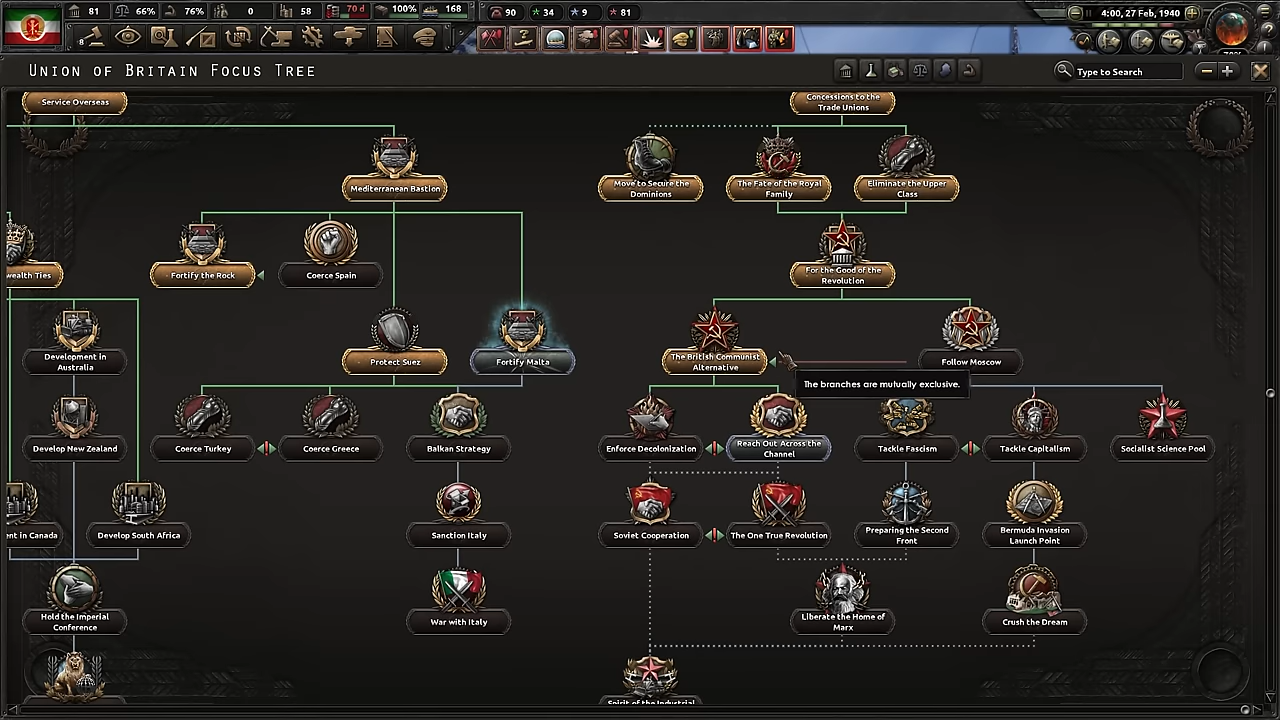 81
66%
76%
0
58
70 d
100%
168
90
34
9
81
4:00, 27 Feb, 1940
-8
Union of Britain Focus Tree
Type to Search
Service Overseas
Concessions to the
Trade Unions
Mediterranean Bastion
Move to Secure the
Dominions
The Fate of the Royal
Family
Eliminate the Upper
Class
wealth Ties
Fortify the Rock
Coerce Spain
For the Good of the
Revolution
Development in
Australia
Protect Suez
Fortify Malta
The British Communist
Alternative
Follow Moscow
The branches are mutually exclusive.
Develop New Zealand
Coerce Turkey
Coerce Greece
Balkan Strategy
Enforce Decolonization
Reach Out Across the
Channel
Tackle Fascism
Tackle Capitalism
Socialist Science Pool
ent in Canada
Develop South Africa
Sanction Italy
Soviet Cooperation
The One True Revolution
Preparing the Second
Front
Bermuda Invasion
Launch Point
Hold the Imperial
Conference
War with Italy
Liberate the Home of
Marx
Crush the Dream
Spirit of the Industrial